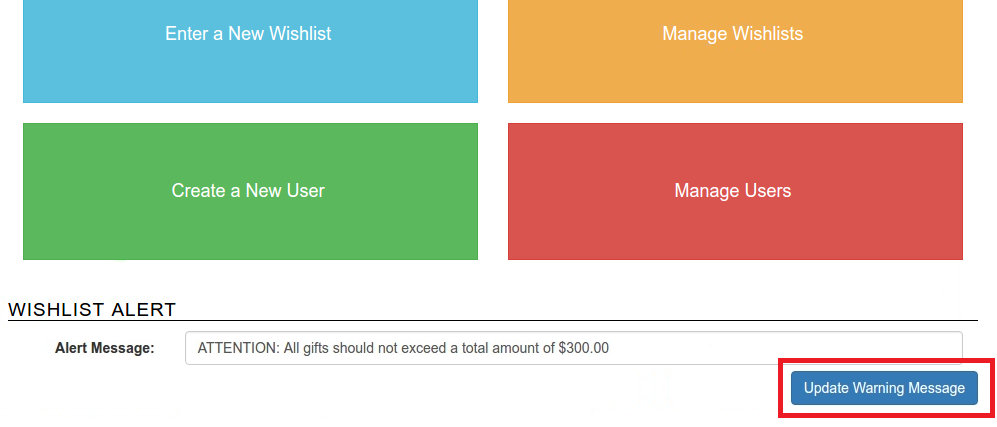 Enter a New Wishlist
Manage Wishlists
Create a New User
Manage Users
WISHLIST ALERT
Alert Message:
ATTENTION: All gifts should not exceed a total amount of $300.00
Update Warning Message